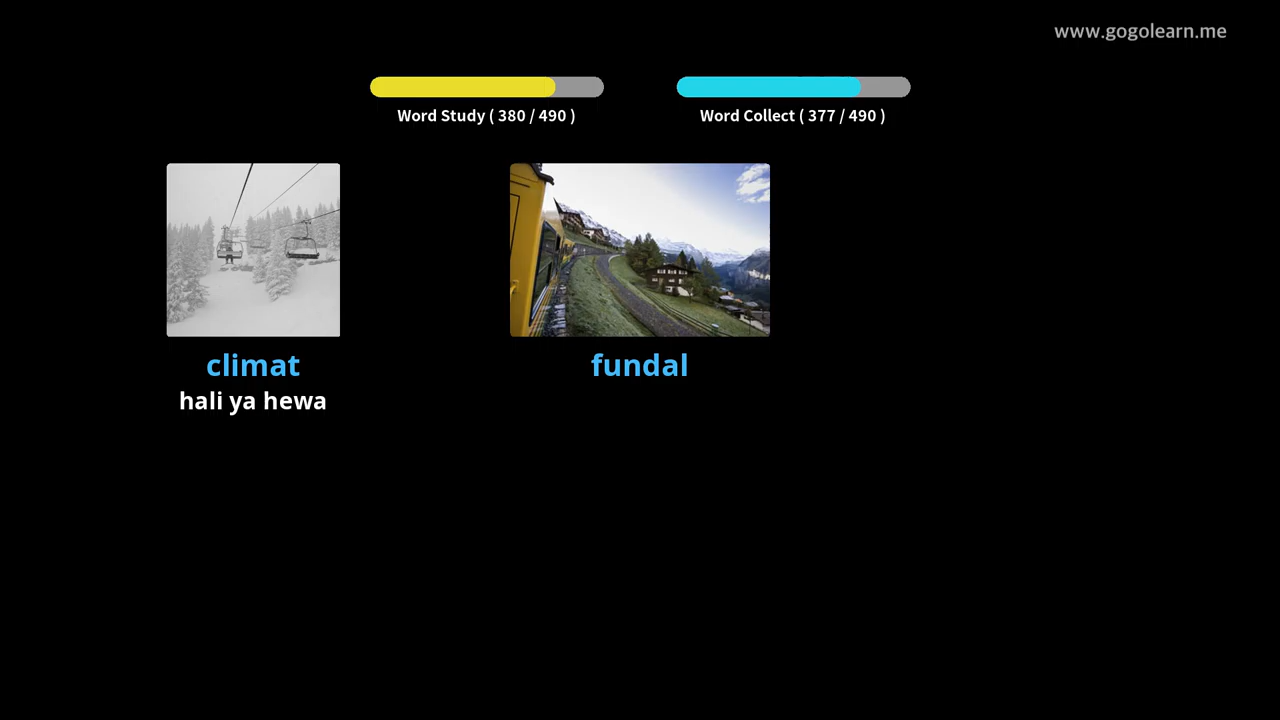 www.gogolearn.me
Word Study ( 380 / 490 )
Word Collect ( 377 / 490 )
climat
hali ya hewa
fundal